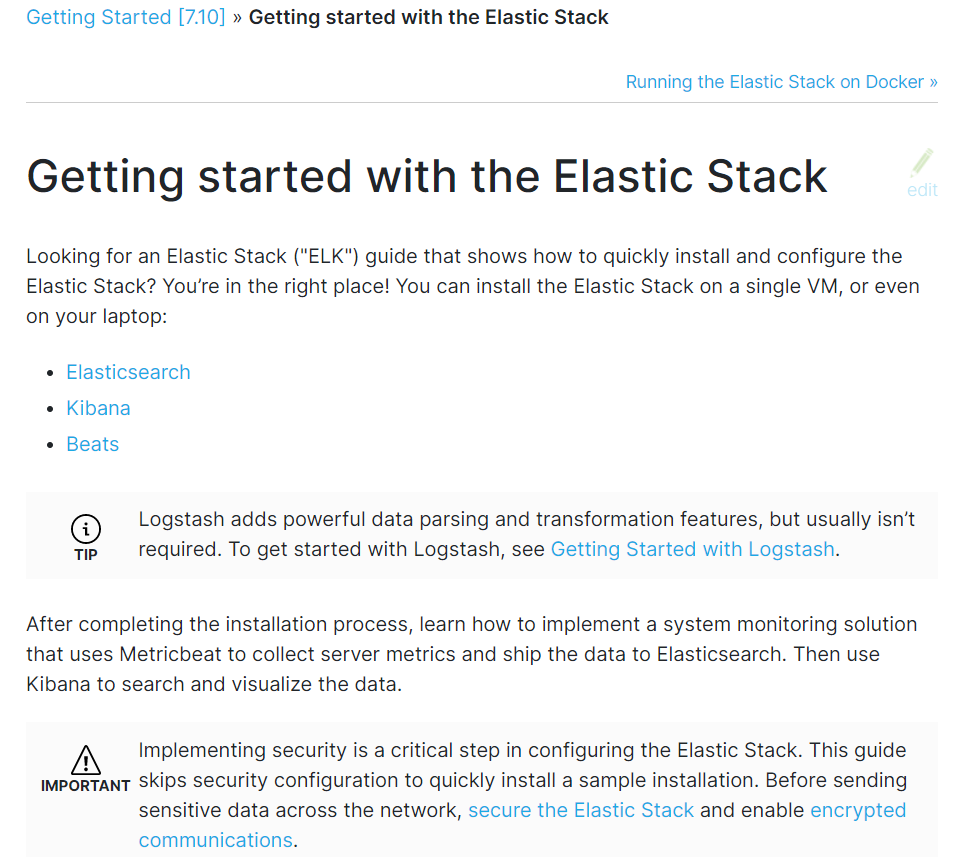 Getting Started [7.10] » Getting started with the Elastic Stack
Running the Elastic Stack on Docker »
Getting started with the Elastic Stack
edit
Looking for an Elastic Stack ("ELK") guide that shows how to quickly install and configure the
Elastic Stack? You’re in the right place! You can install the Elastic Stack on a single VM, or even
on your laptop:
• Elasticsearch
• Kibana
• Beats
Logstash adds powerful data parsing and transformation features, but usually isn’t
TIP required. To get started with Logstash, see Getting Started with Logstash.
After completing the installation process, learn how to implement a system monitoring solution
that uses Metricbeat to collect server metrics and ship the data to Elasticsearch. Then use
Kibana to search and visualize the data.
Implementing security is a critical step in configuring the Elastic Stack. This guide
IMPORTANT skips security configuration to quickly install a sample installation. Before sending
sensitive data across the network, secure the Elastic Stack and enable encrypted
communications.